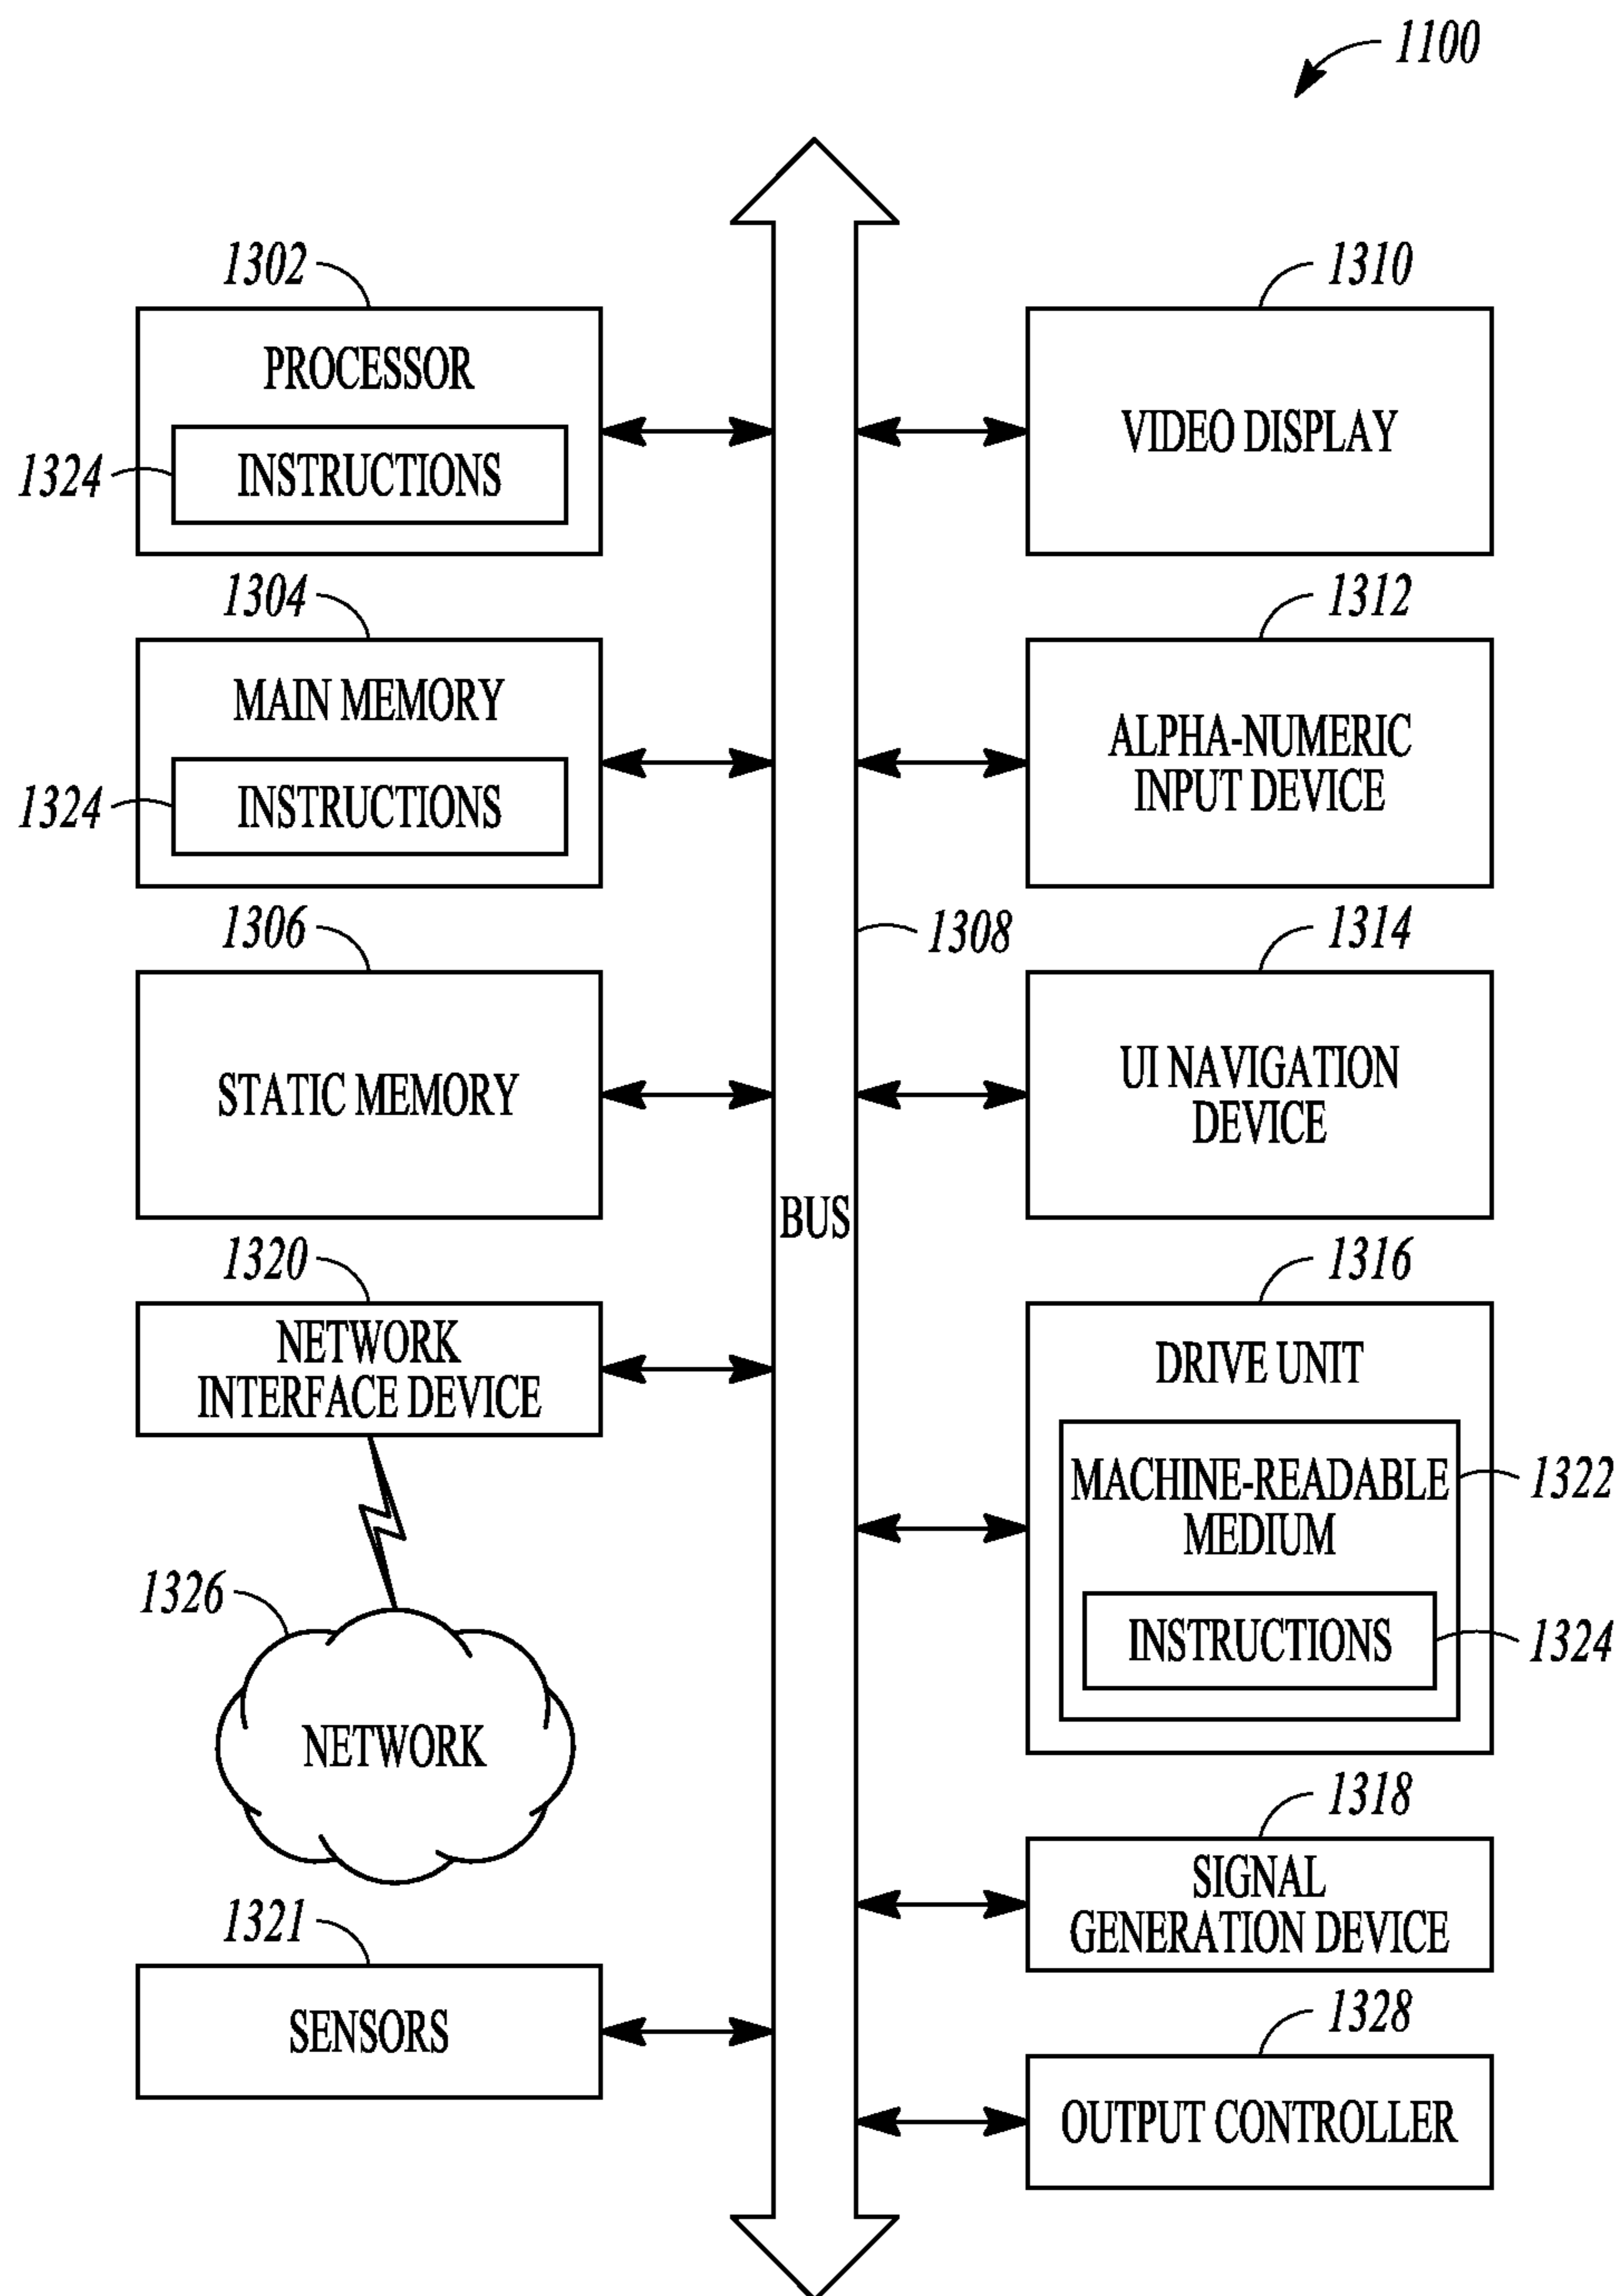 1100
1302
PROCESSOR
1324
INSTRUCTIONS
1304
MAIN MEMORY
1324
INSTRUCTIONS
1306
STATIC MEMORY
1320
NETWORK
INTERFACE DEVICE
1326
NETWORK
1321
SENSORS
1308
BUS
1310
VIDEO DISPLAY
1312
ALPHA-NUMERIC
INPUT DEVICE
1314
UI NAVIGATION
DEVICE
1316
DRIVE UNIT
MACHINE-READABLE
MEDIUM
1322
INSTRUCTIONS
1324
1318
SIGNAL
GENERATION DEVICE
1328
OUTPUT CONTROLLER